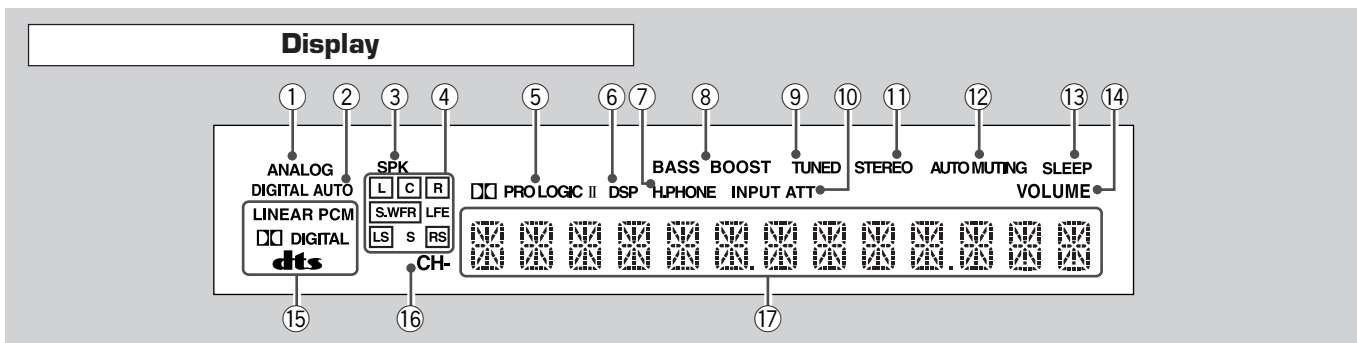 Display
① ② ③ ④ ⑤ ⑥ ⑦ ⑧ ⑨ ⑩ ⑪ ⑫ ⑬ ⑭
ANALOG SPK BASS BOOST TUNED STEREO AUTO MUTING SLEEP
DIGITAL AUTO L C R PRO LOGIC II DSP H.PHONE INPUT ATT VOLUME
LINEAR PCM S.WFR LFE
DIGITAL LS S RS
dts CH-
⑮ ⑯ ⑰